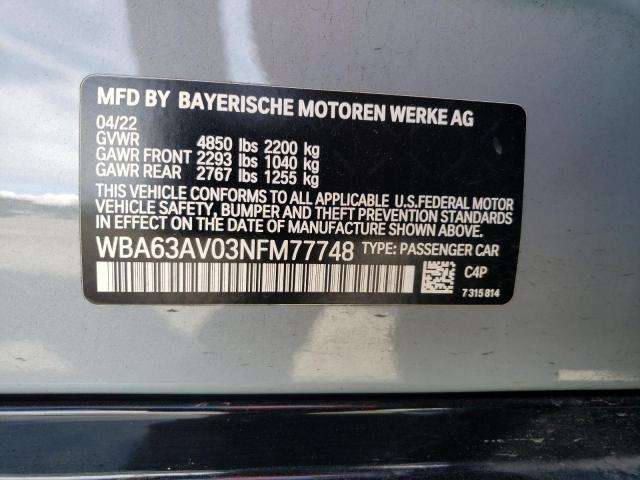 MFD BY BAYERISCHE MOTOREN WERKE AG
04/22
GVWR 4850 lbs 2200 kg
GAWR FRONT 2293 lbs 1040 kg
GAWR REAR 2767 lbs 1255 kg
THIS VEHICLE CONFORMS TO ALL APPLICABLE U.S.FEDERAL MOTOR
VEHICLE SAFETY, BUMPER AND THEFT PREVENTION STANDARDS
IN EFFECT ON THE DATE OF MANUFACTURE SHOWN ABOVE.
WBA63AV03NFM77748 TYPE: PASSENGER CAR
C4P
7315814